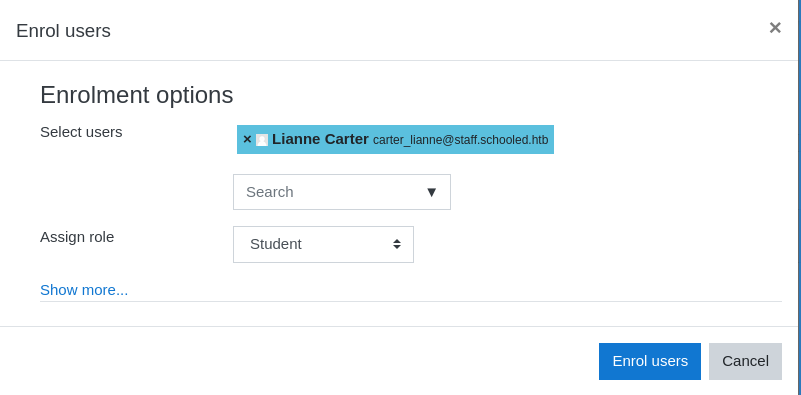 Enrol users
×
Enrolment options
Select users
× Lianne Carter carter_lianne@staff.schooled.htb
Search ▼
Assign role
Student
Show more...
Enrol users
Cancel